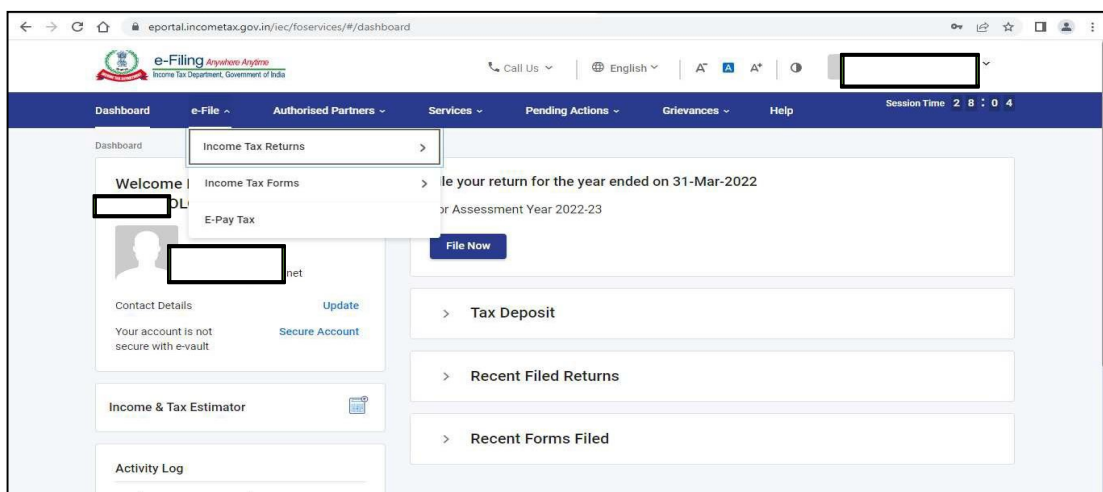 eportal.incometax.gov.in/iec/foservices/#/dashboard
e-Filing Anywhere Anytime
Income Tax Department, Government of India
Call Us
English
A-
A
A+
Dashboard
e-File
Authorised Partners
Services
Pending Actions
Grievances
Help
Session Time 2 8 : 0 4
Dashboard
Income Tax Returns
Income Tax Forms
E-Pay Tax
Welcome
net
Contact Details
Update
Your account is not
secure with e-vault
Secure Account
Income & Tax Estimator
Activity Log
your return for the year ended on 31-Mar-2022
Assessment Year 2022-23
File Now
Tax Deposit
Recent Filed Returns
Recent Forms Filed